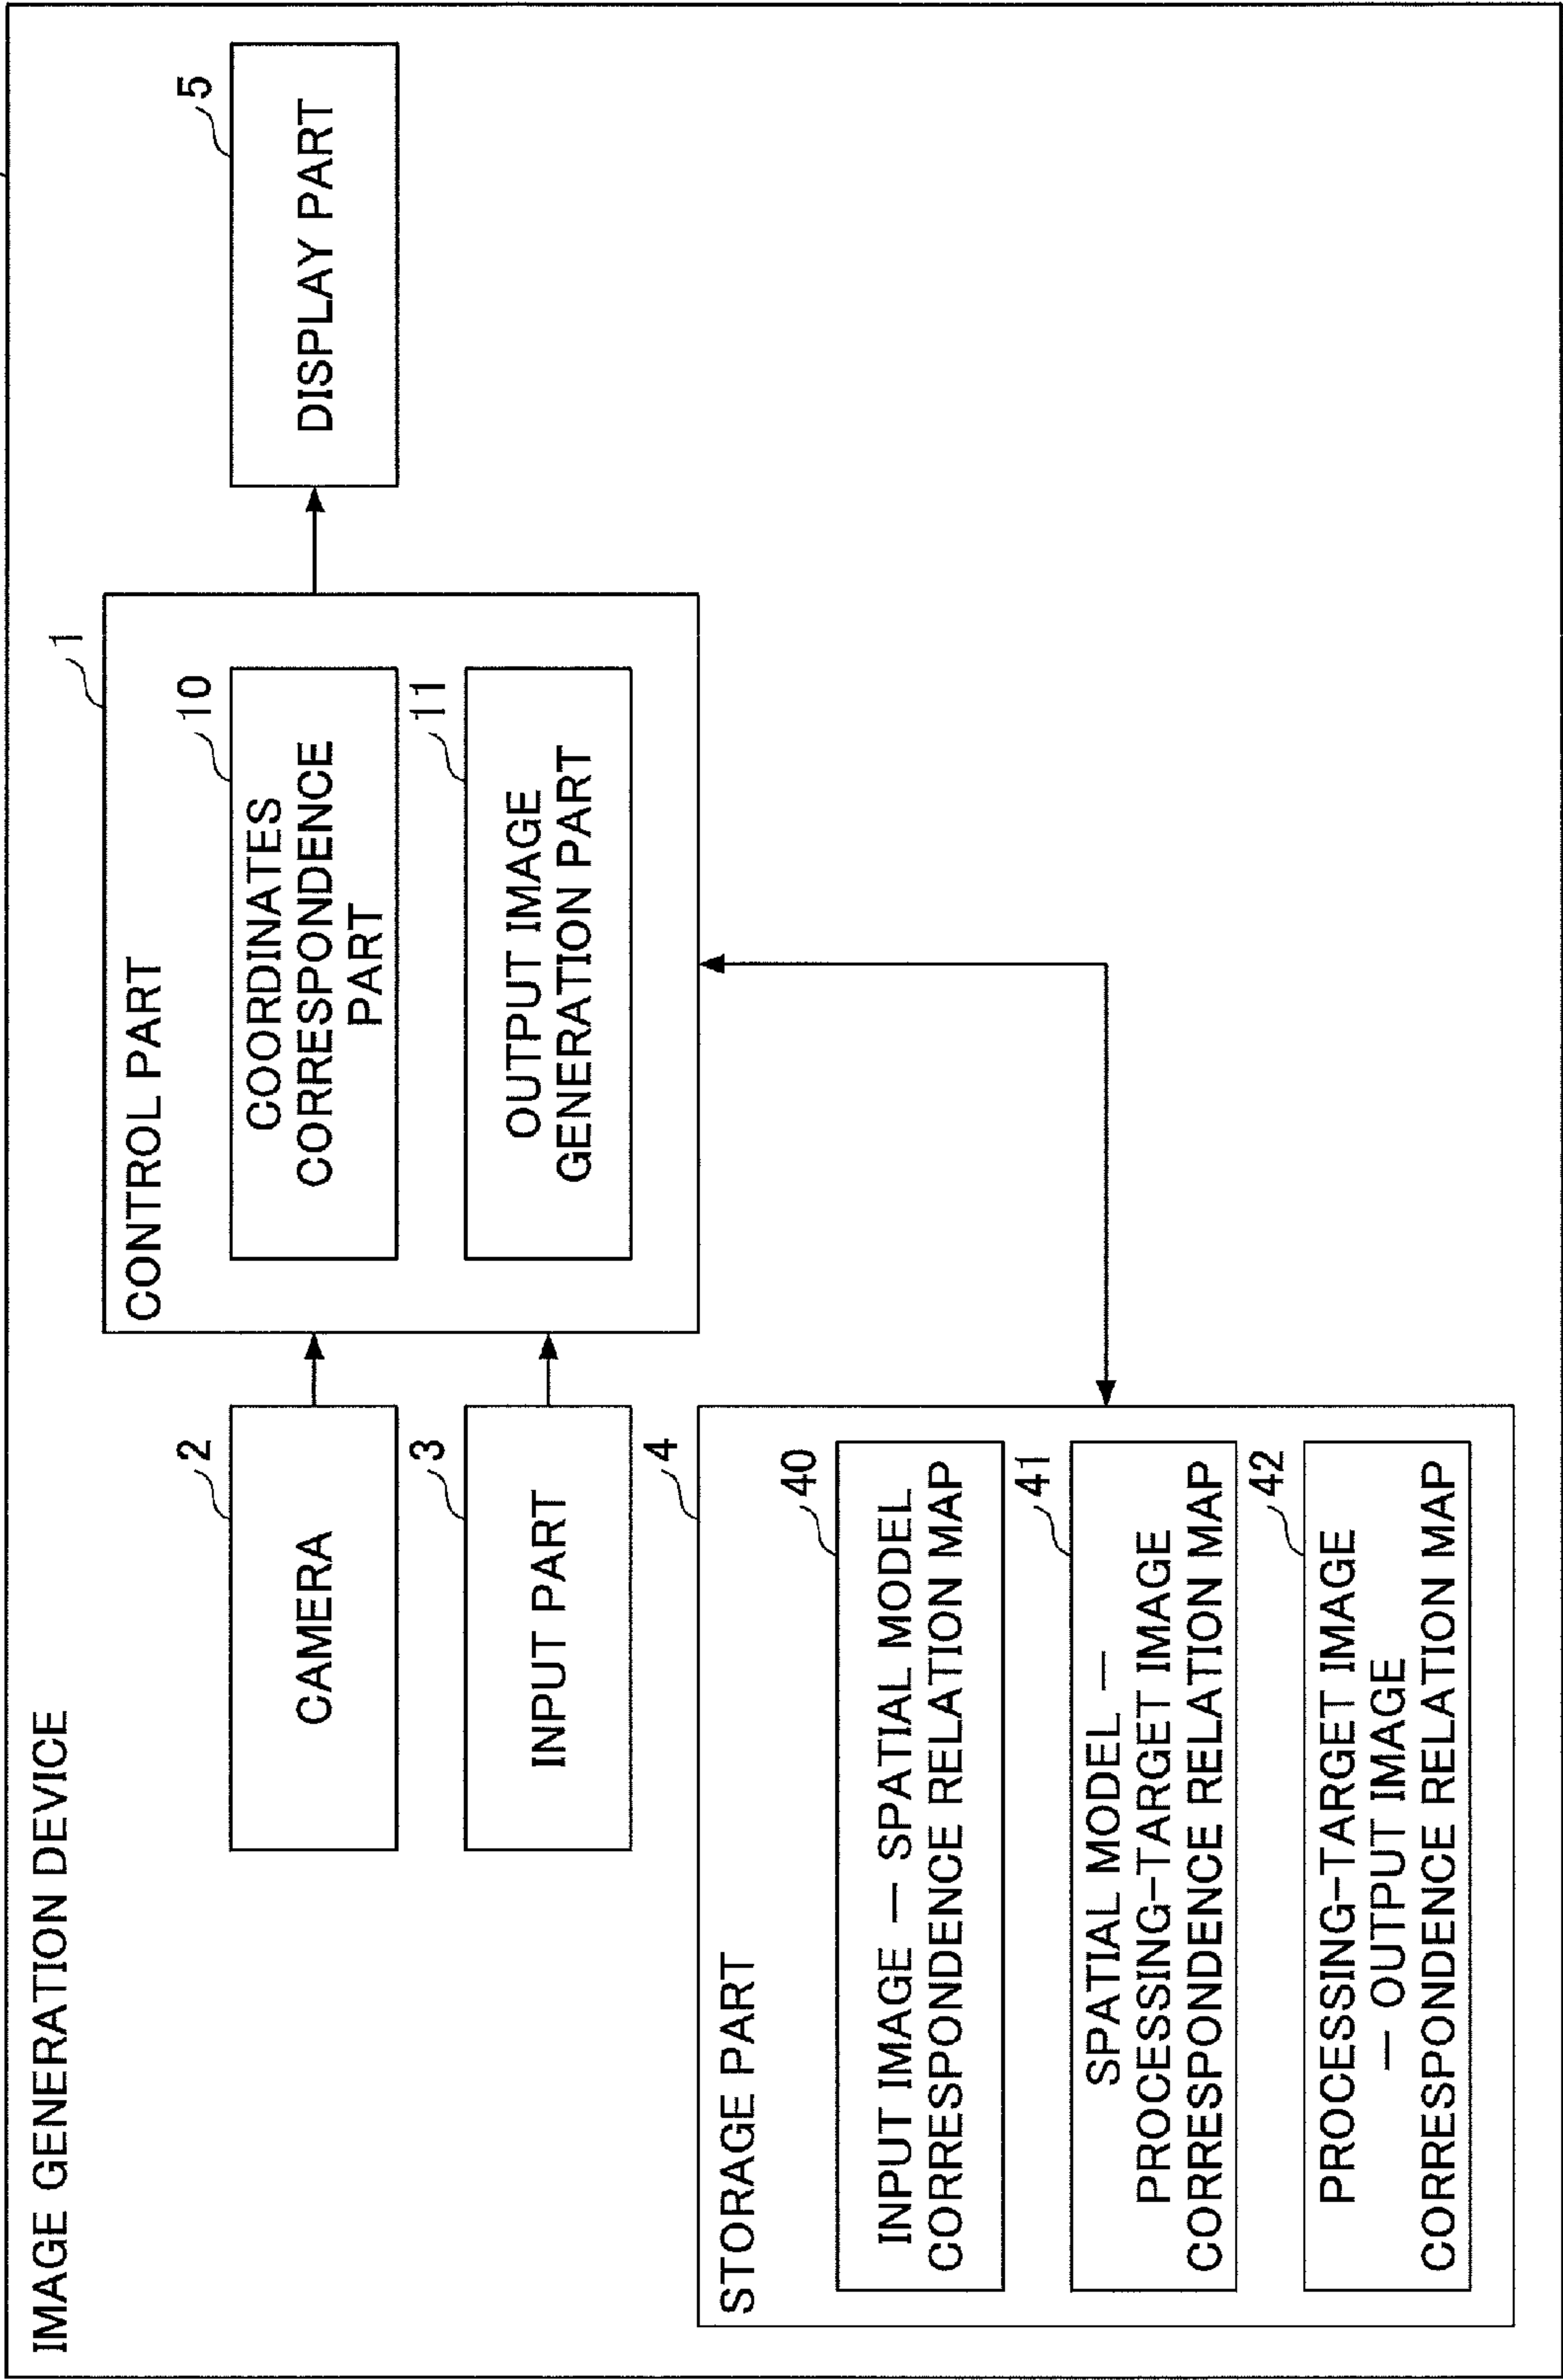 IMAGE GENERATION DEVICE
2
CAMERA
3
INPUT PART
1
CONTROL PART
10
COORDINATES
CORRESPONDENCE
PART
11
OUTPUT IMAGE
GENERATION PART
5
DISPLAY PART
4
STORAGE PART
40
INPUT IMAGE — SPATIAL MODEL
CORRESPONDENCE RELATION MAP
41
SPATIAL MODEL —
PROCESSING-TARGET IMAGE
CORRESPONDENCE RELATION MAP
42
PROCESSING-TARGET IMAGE
— OUTPUT IMAGE
CORRESPONDENCE RELATION MAP